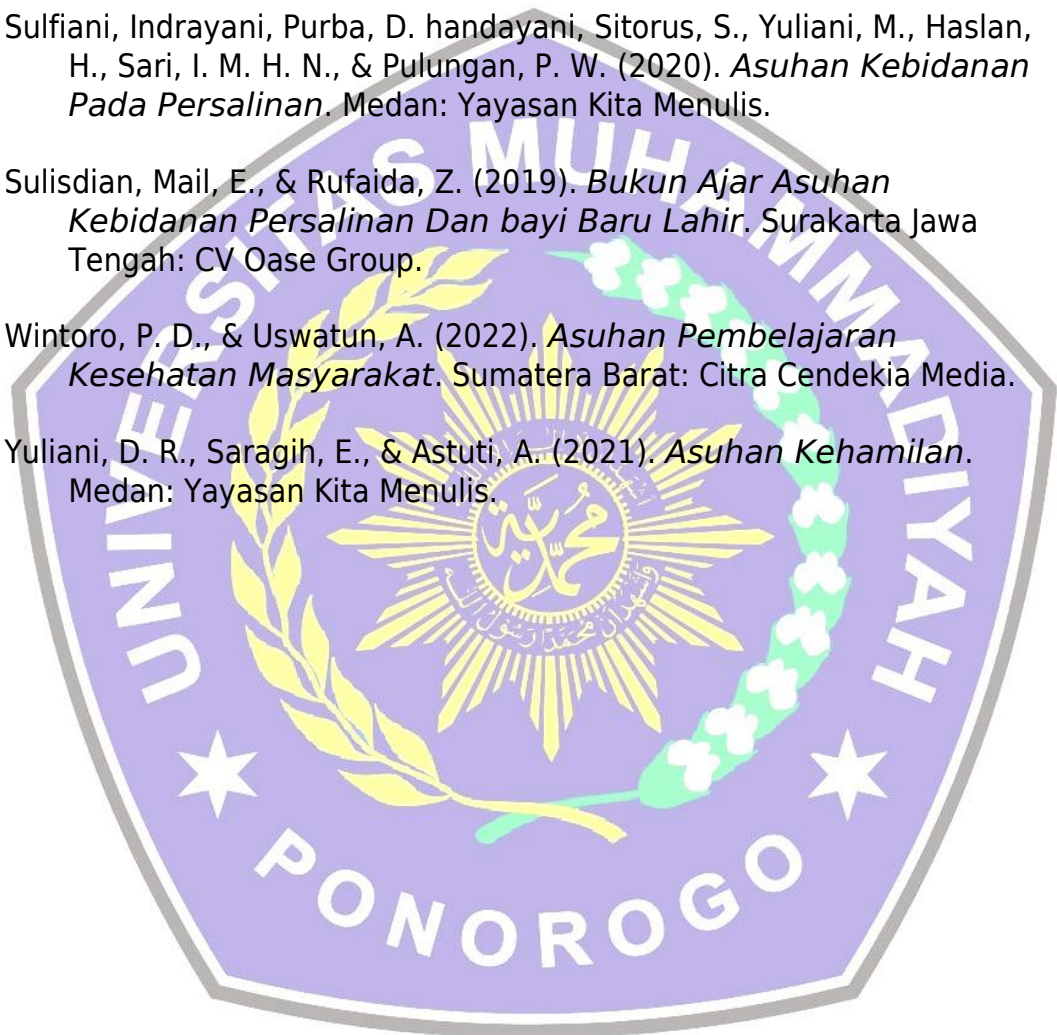 Sulfiani, Indrayani, Purba, D. handayani, Sitorus, S., Yuliani, M., Haslan,
H., Sari, I. M. H. N., & Pulungan, P. W. (2020). Asuhan Kebidanan
Pada Persalinan. Medan: Yayasan Kita Menulis.
Sulisdian, Mail, E., & Rufaida, Z. (2019). Bukun Ajar Asuhan
Kebidanan Persalinan Dan bayi Baru Lahir. Surakarta Jawa
Tengah: CV Oase Group.
Wintoro, P. D., & Uswatun, A. (2022). Asuhan Pembelajaran
Kesehatan Masyarakat. Sumatera Barat: Citra Cendekia Media.
Yuliani, D. R., Saragih, E., & Astuti, A. (2021). Asuhan Kehamilan.
Medan: Yayasan Kita Menulis.
UNIVERSITAS MUHAMMADIYAH
محمدية
PONOROGO